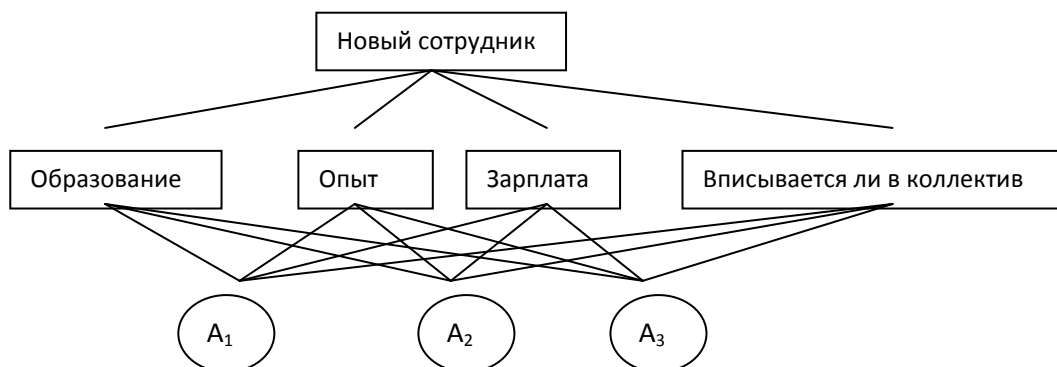 Новый сотрудник
Образование
Опыт
Зарплата
Вписывается ли в коллектив
A₁
A₂
A₃